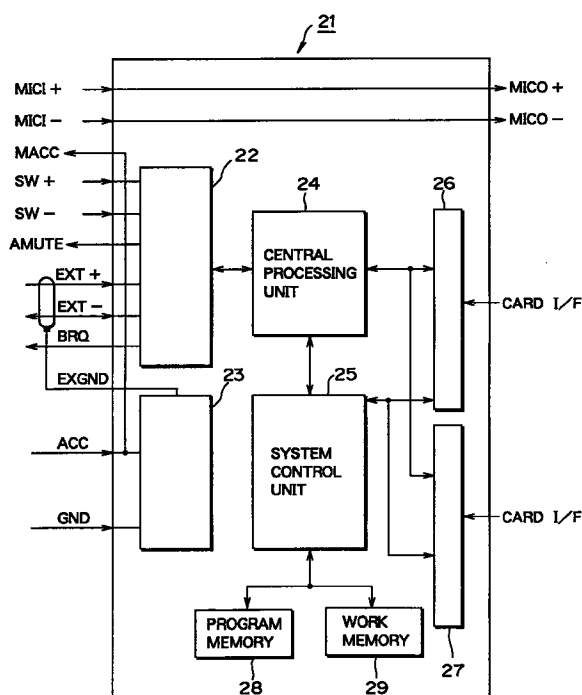 21
MICI +
MICI −
MACC
SW +
SW −
AMUTE
EXT +
EXT −
BRQ
EXGND
ACC
GND
MICO +
MICO −
22
23
24
CENTRAL
PROCESSING
UNIT
25
SYSTEM
CONTROL
UNIT
26
CARD I/F
CARD I/F
27
PROGRAM
MEMORY
28
WORK
MEMORY
29